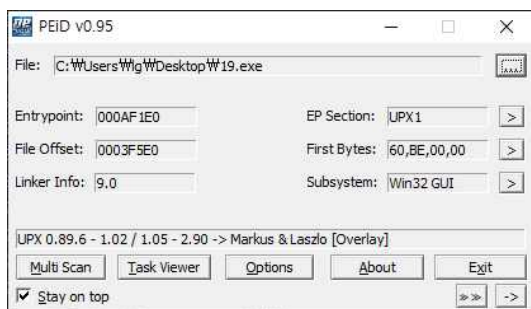 PEiD v0.95
File: C:₩Users₩lg₩Desktop₩19.exe
...
Entrypoint: 000AF1E0 EP Section: UPX1 >
File Offset: 0003F5E0 First Bytes: 60,BE,00,00 >
Linker Info: 9.0 Subsystem: Win32 GUI >
UPX 0.89.6 - 1.02 / 1.05 - 2.90 -> Markus & Laszlo [Overlay]
Multi Scan Task Viewer Options About Exit
Stay on top >> ->